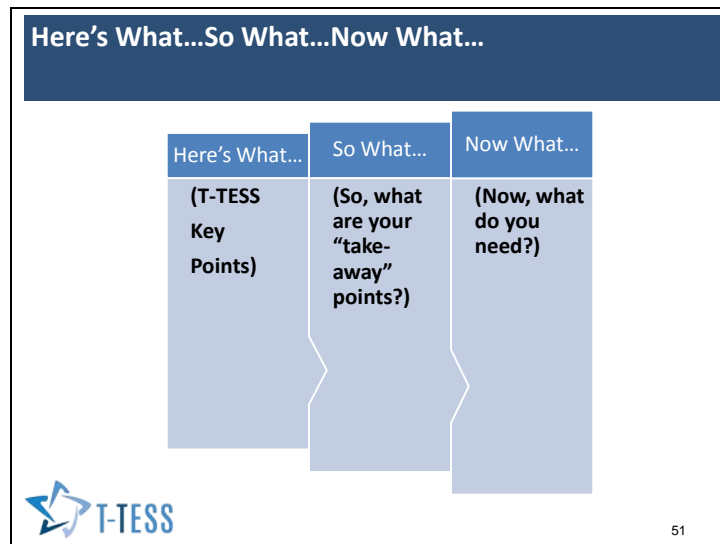 Here’s What…So What…Now What…
Here’s What…
(T-TESS
Key
Points)
So What…
(So, what
are your
“take-
away”
points?)
Now What…
(Now, what
do you
need?)
T-TESS
51